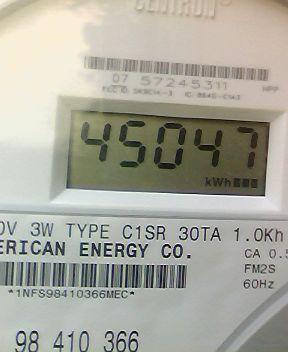 CENTRON®
07 57245311 HPP
45047
kWh
0V 3W TYPE C1SR 30TA 1.0Kh
ERICAN ENERGY CO.
CA 0.5
FM2S
*1NFS98410366MEC*
60Hz
98 410 366